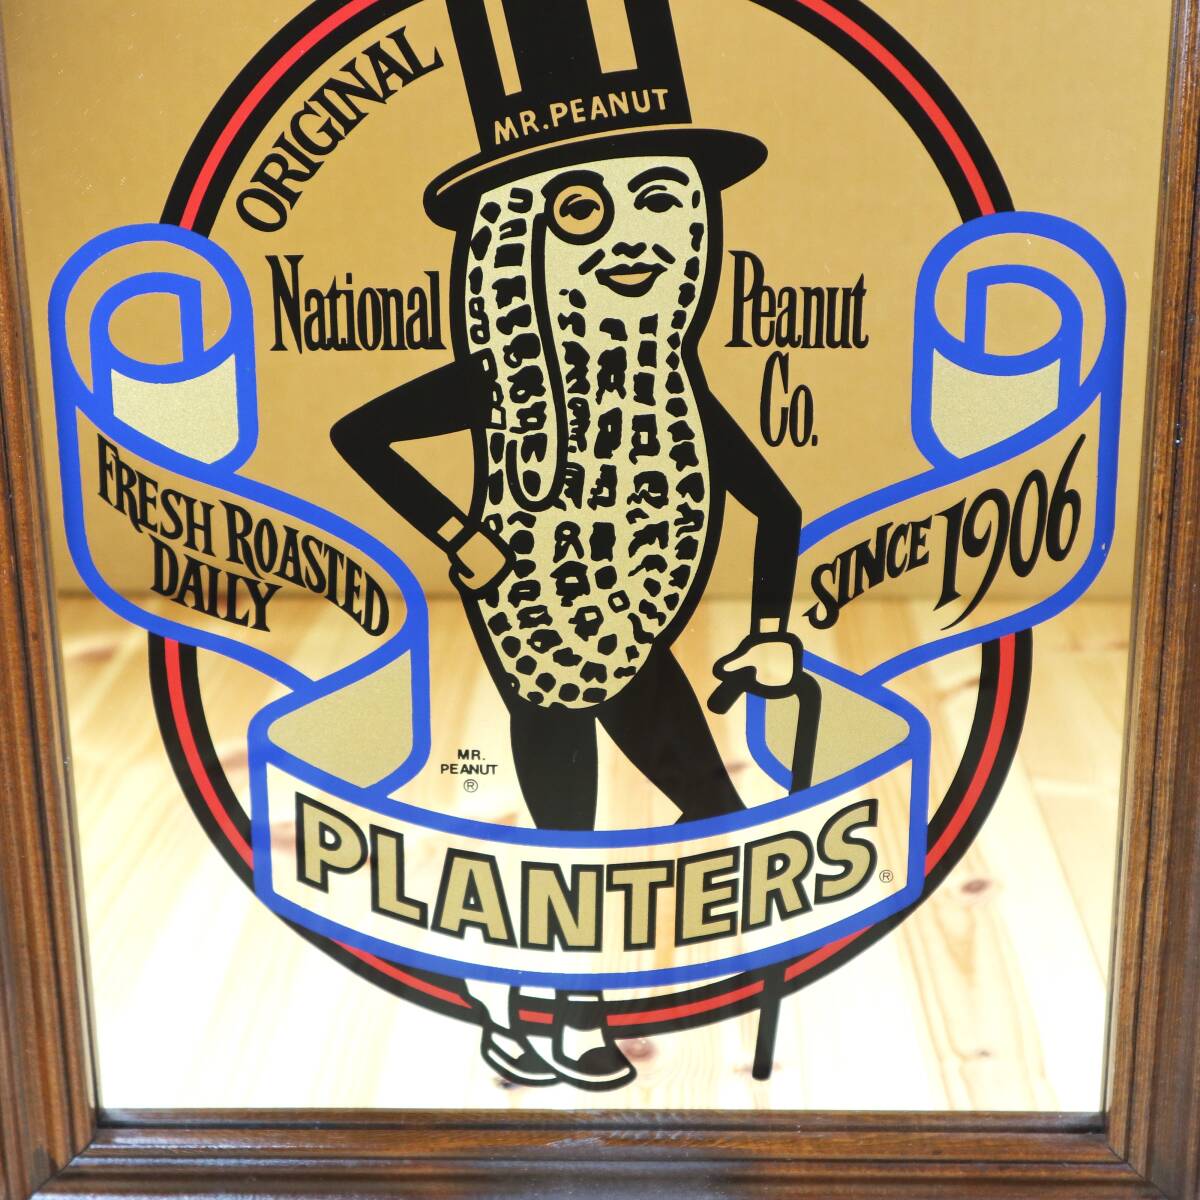 ORIGINAL
MR. PEANUT
National Peanut Co.
FRESH ROASTED
DAILY
SINCE 1906
MR.
PEANUT
®
PLANTERS®